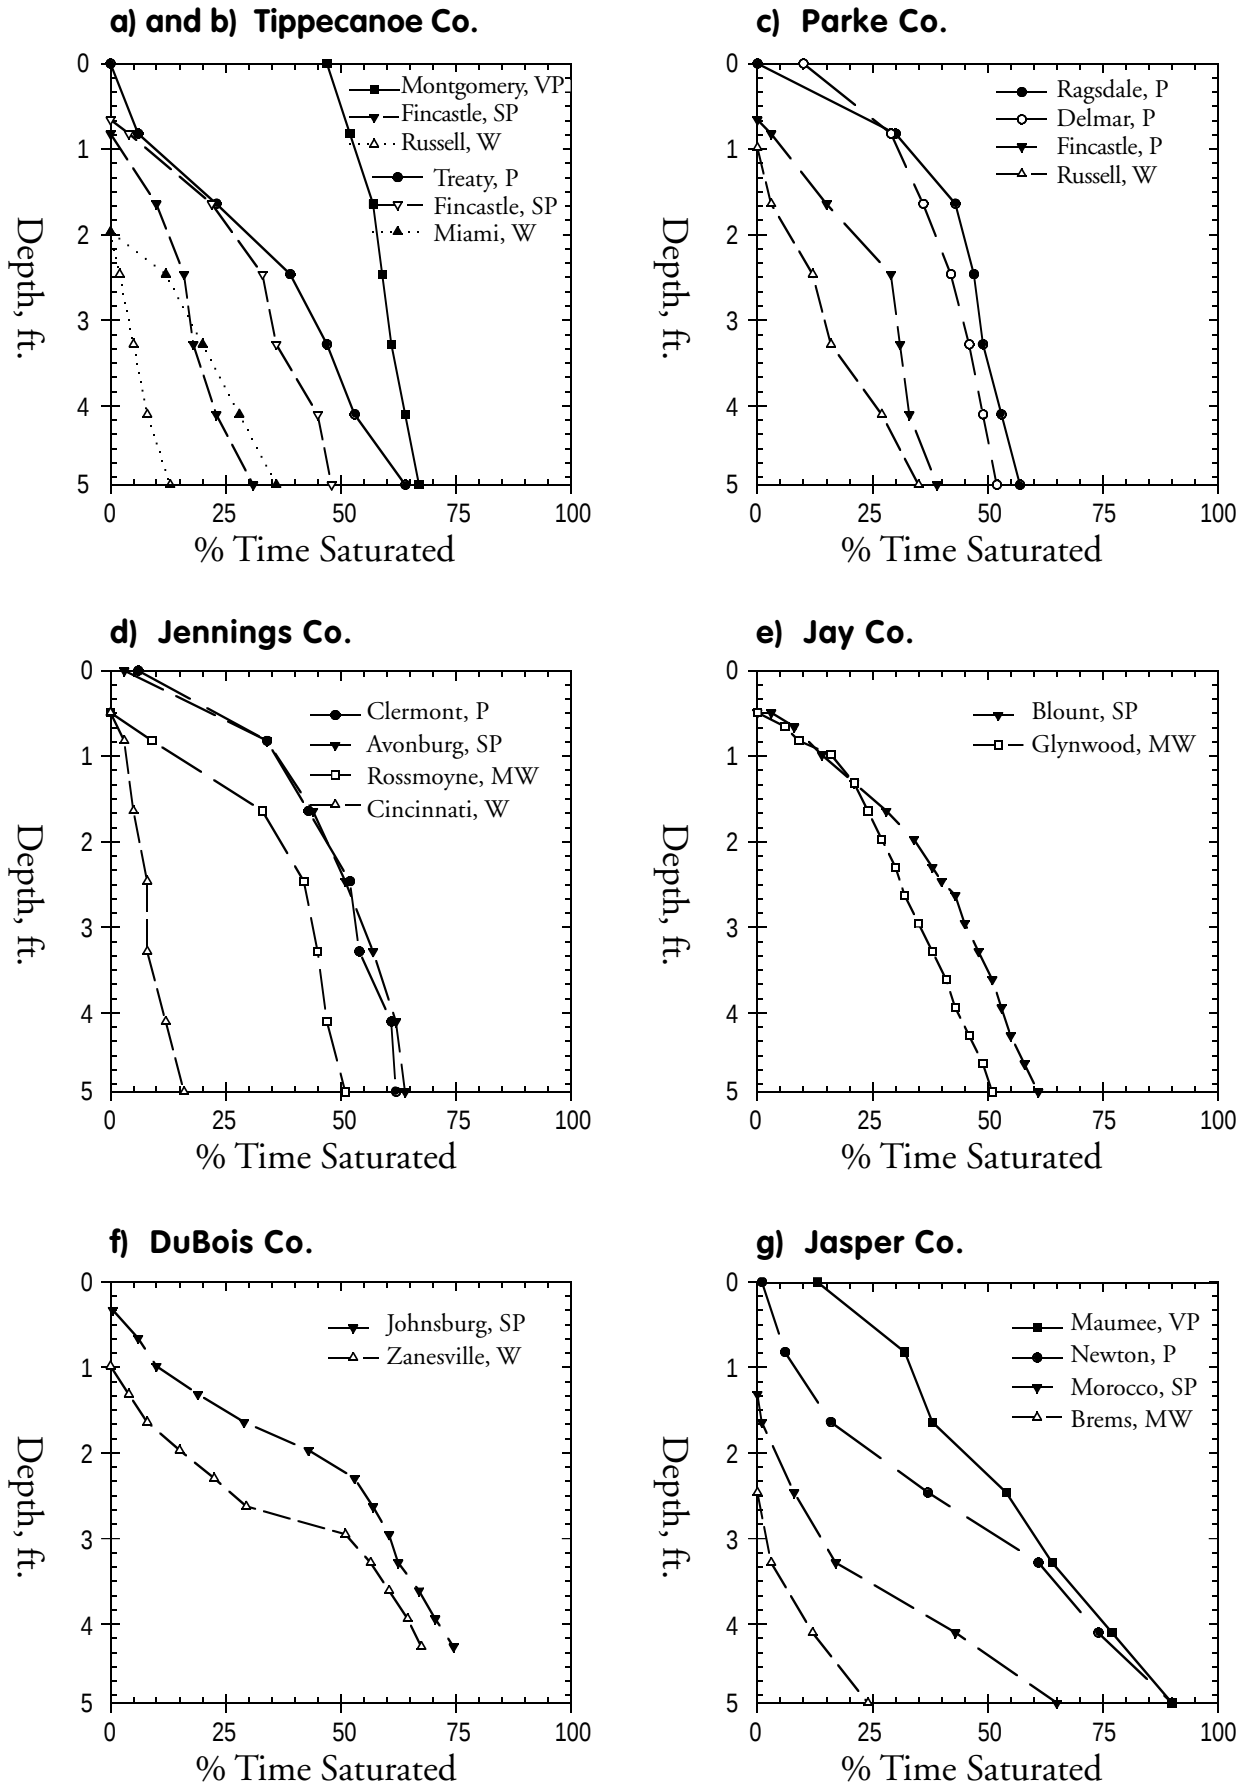 a) and b)  Tippecanoe Co.
0
1
2
3
4
5
Depth, ft.
Montgomery, VP
Fincastle, SP
Russell, W
Treaty, P
Fincastle, SP
Miami, W
0 25 50 75 100
% Time Saturated
c)  Parke Co.
0
1
2
3
4
5
Depth, ft.
Ragsdale, P
Delmar, P
Fincastle, P
Russell, W
0 25 50 75 100
% Time Saturated
d)  Jennings Co.
0
1
2
3
4
5
Depth, ft.
Clermont, P
Avonburg, SP
Rossmoyne, MW
Cincinnati, W
0 25 50 75 100
% Time Saturated
e)  Jay Co.
0
1
2
3
4
5
Depth, ft.
Blount, SP
Glynwood, MW
0 25 50 75 100
% Time Saturated
f)  DuBois Co.
0
1
2
3
4
5
Depth, ft.
Johnsburg, SP
Zanesville, W
0 25 50 75 100
% Time Saturated
g)  Jasper Co.
0
1
2
3
4
5
Depth, ft.
Maumee, VP
Newton, P
Morocco, SP
Brems, MW
0 25 50 75 100
% Time Saturated